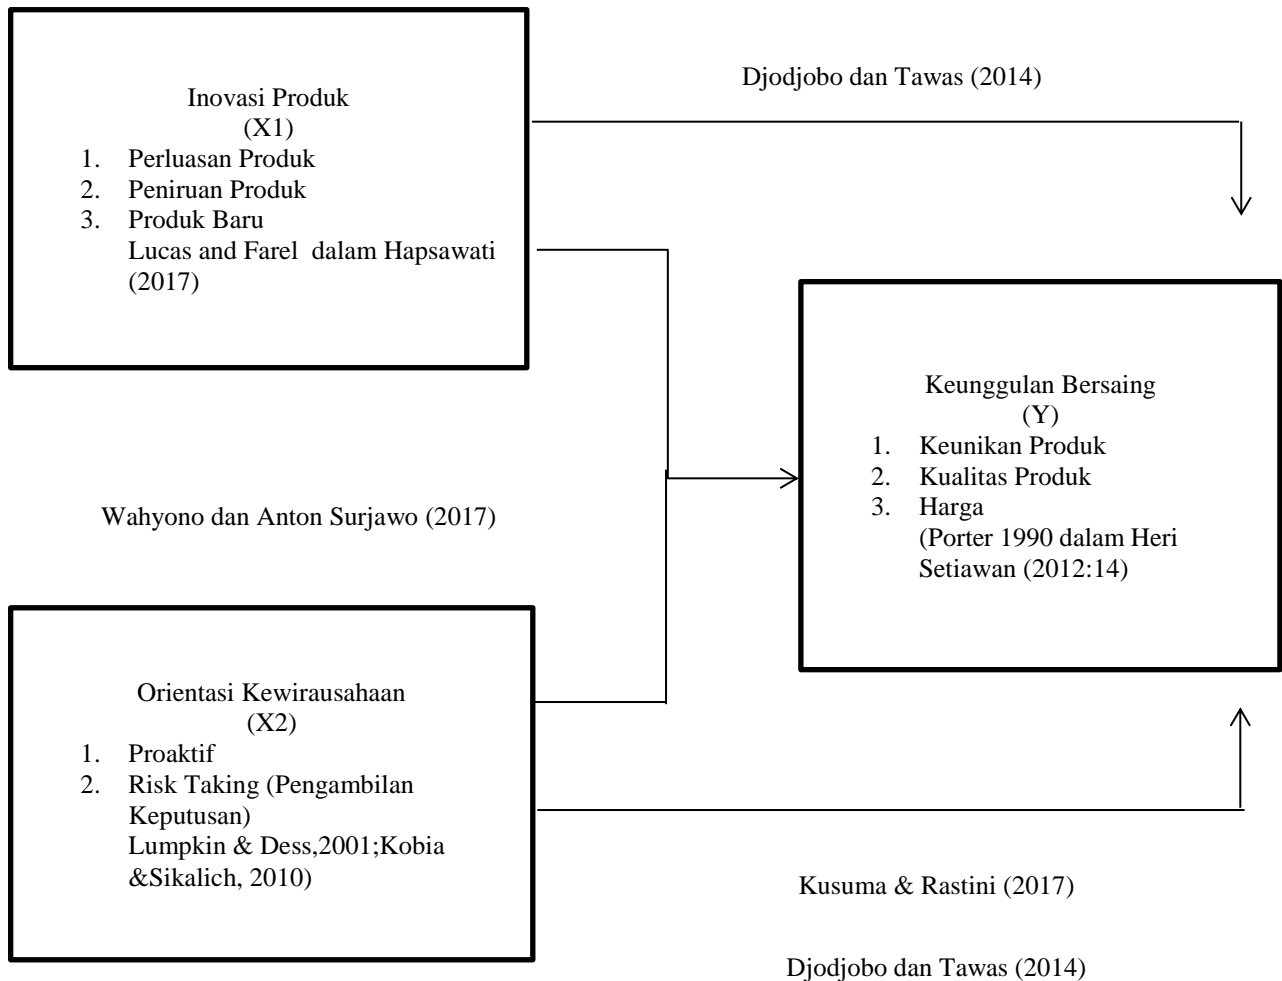 Djodjobo dan Tawas (2014)
Inovasi Produk
(X1)
1. Perluasan Produk
2. Peniruan Produk
3. Produk Baru
Lucas and Farel dalam Hapsawati
(2017)
Keunggulan Bersaing
(Y)
1. Keunikan Produk
2. Kualitas Produk
3. Harga
(Porter 1990 dalam Heri
Setiawan (2012:14)
Wahyono dan Anton Surjawo (2017)
Orientasi Kewirausahaan
(X2)
1. Proaktif
2. Risk Taking (Pengambilan
Keputusan)
Lumpkin & Dess,2001;Kobia
&Sikalich, 2010)
Kusuma & Rastini (2017)
Djodjobo dan Tawas (2014)